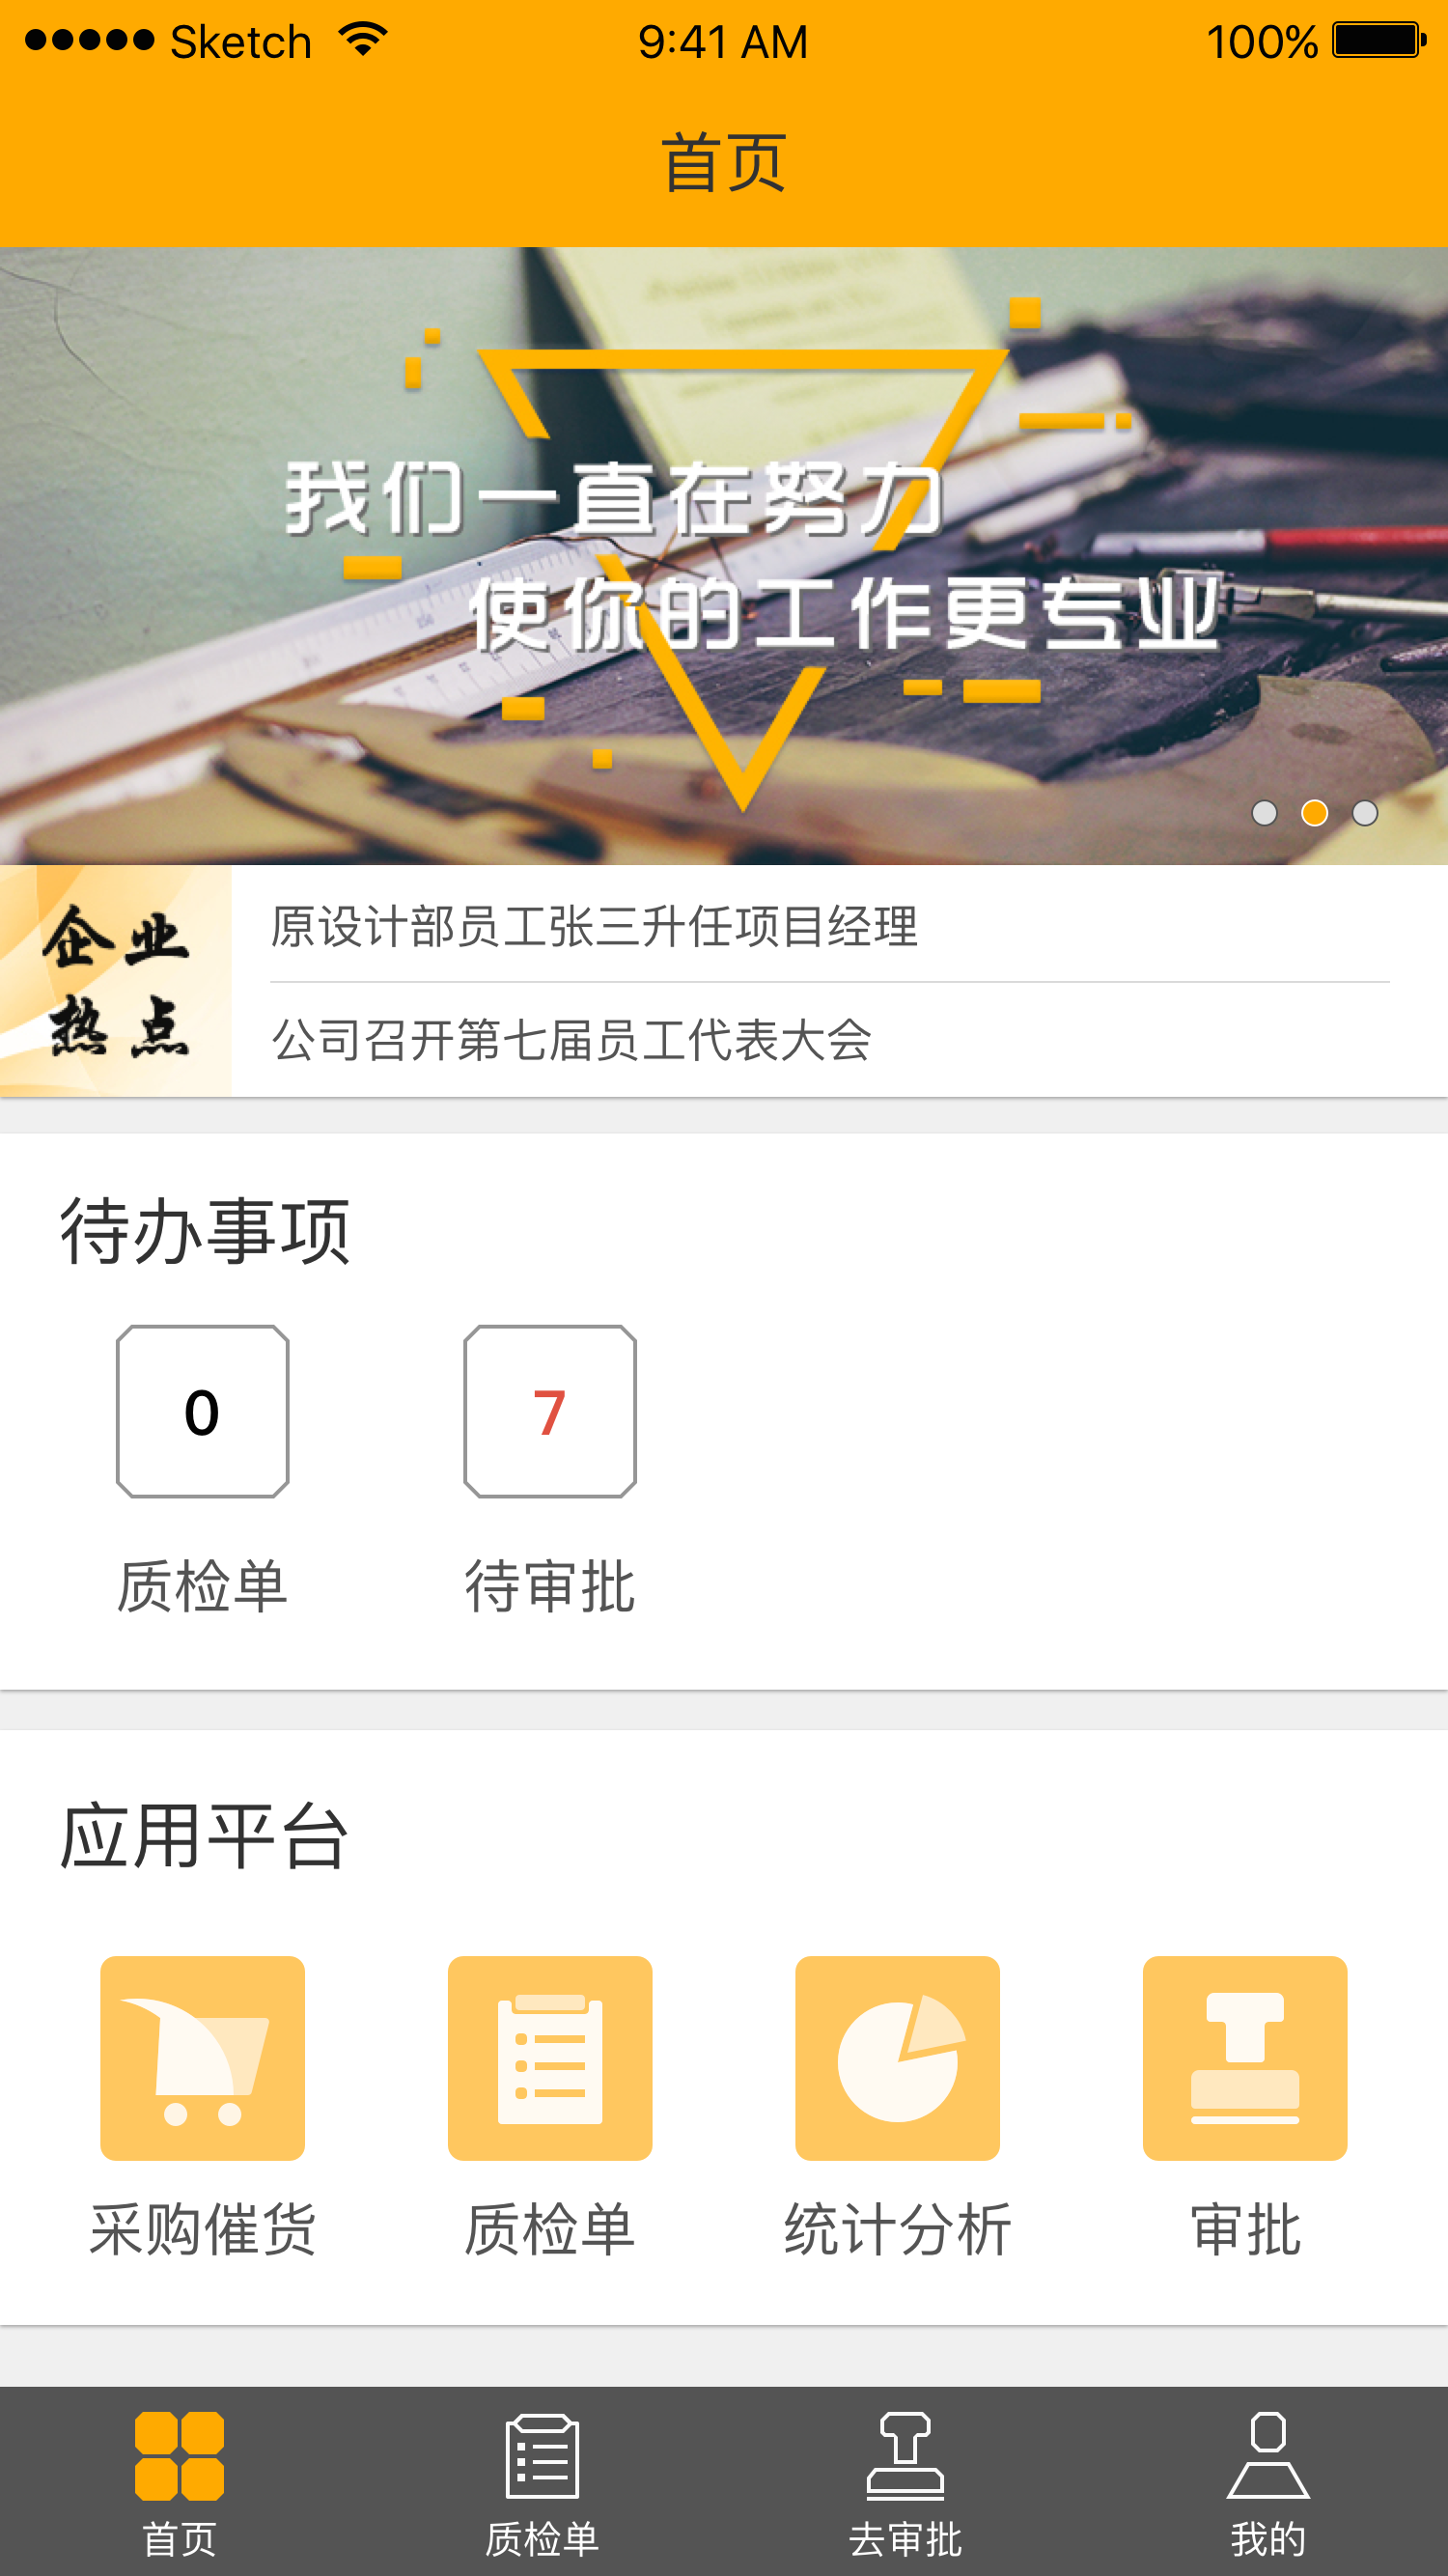 Sketch 9:41 AM 100%
首页
我们一直在努力
使你的工作更专业
企业
热点
原设计部员工张三升任项目经理
公司召开第七届员工代表大会
待办事项
0 7
质检单 待审批
应用平台
采购催货 质检单 统计分析 审批
首页 质检单 去审批 我的